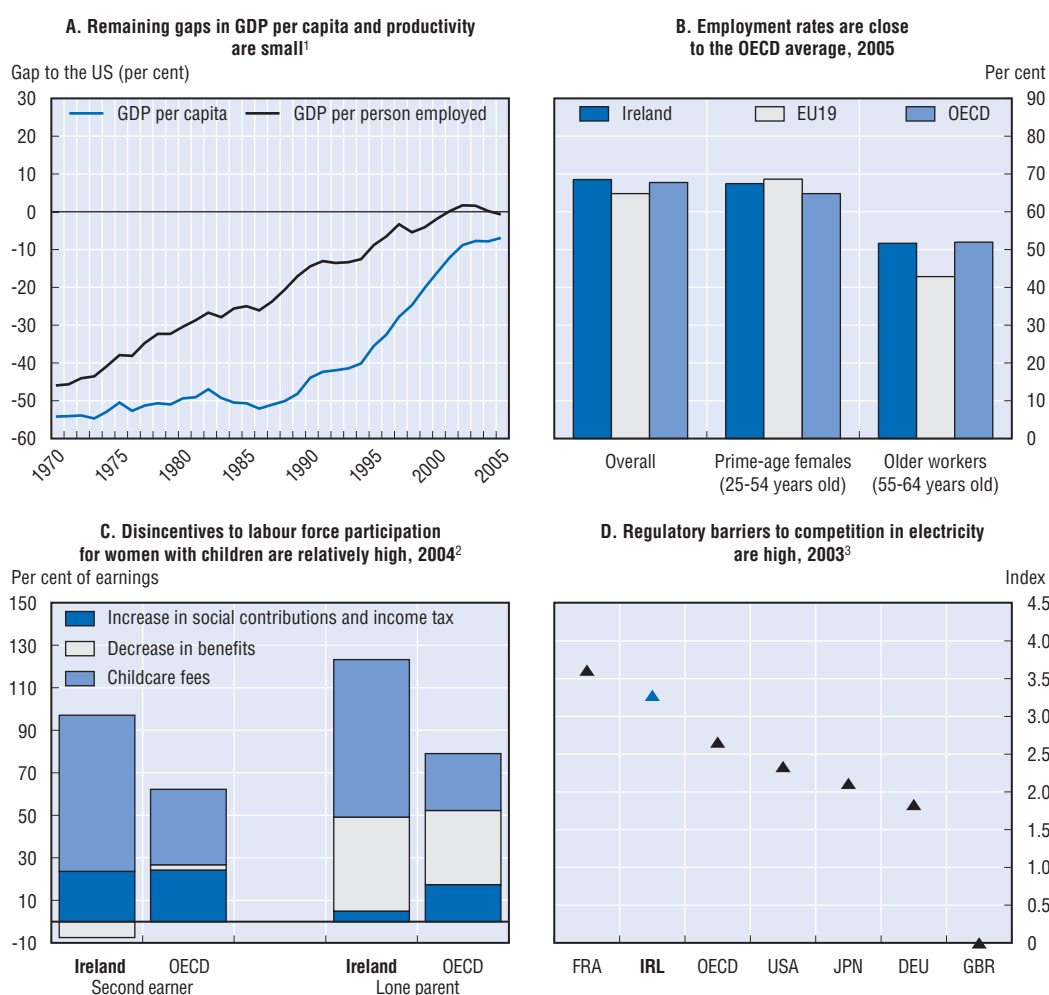 A. Remaining gaps in GDP per capita and productivity
are small1
Gap to the US (per cent)
30
20
10
0
-10
-20
-30
-40
-50
-60
GDP per capita
GDP per person employed
1970
1975
1980
1985
1990
1995
2000
2005
B. Employment rates are close
to the OECD average, 2005
Per cent
Ireland
EU19
OECD
90
80
70
60
50
40
30
20
10
0
Overall
Prime-age females
(25-54 years old)
Older workers
(55-64 years old)
C. Disincentives to labour force participation
for women with children are relatively high, 20042
Per cent of earnings
150
130
110
90
70
50
30
10
-10
Increase in social contributions and income tax
Decrease in benefits
Childcare fees
Ireland
OECD
Ireland
OECD
Second earner
Lone parent
D. Regulatory barriers to competition in electricity
are high, 20033
Index
4.5
4.0
3.5
3.0
2.5
2.0
1.5
1.0
0.5
0
FRA
IRL
OECD
USA
JPN
DEU
GBR